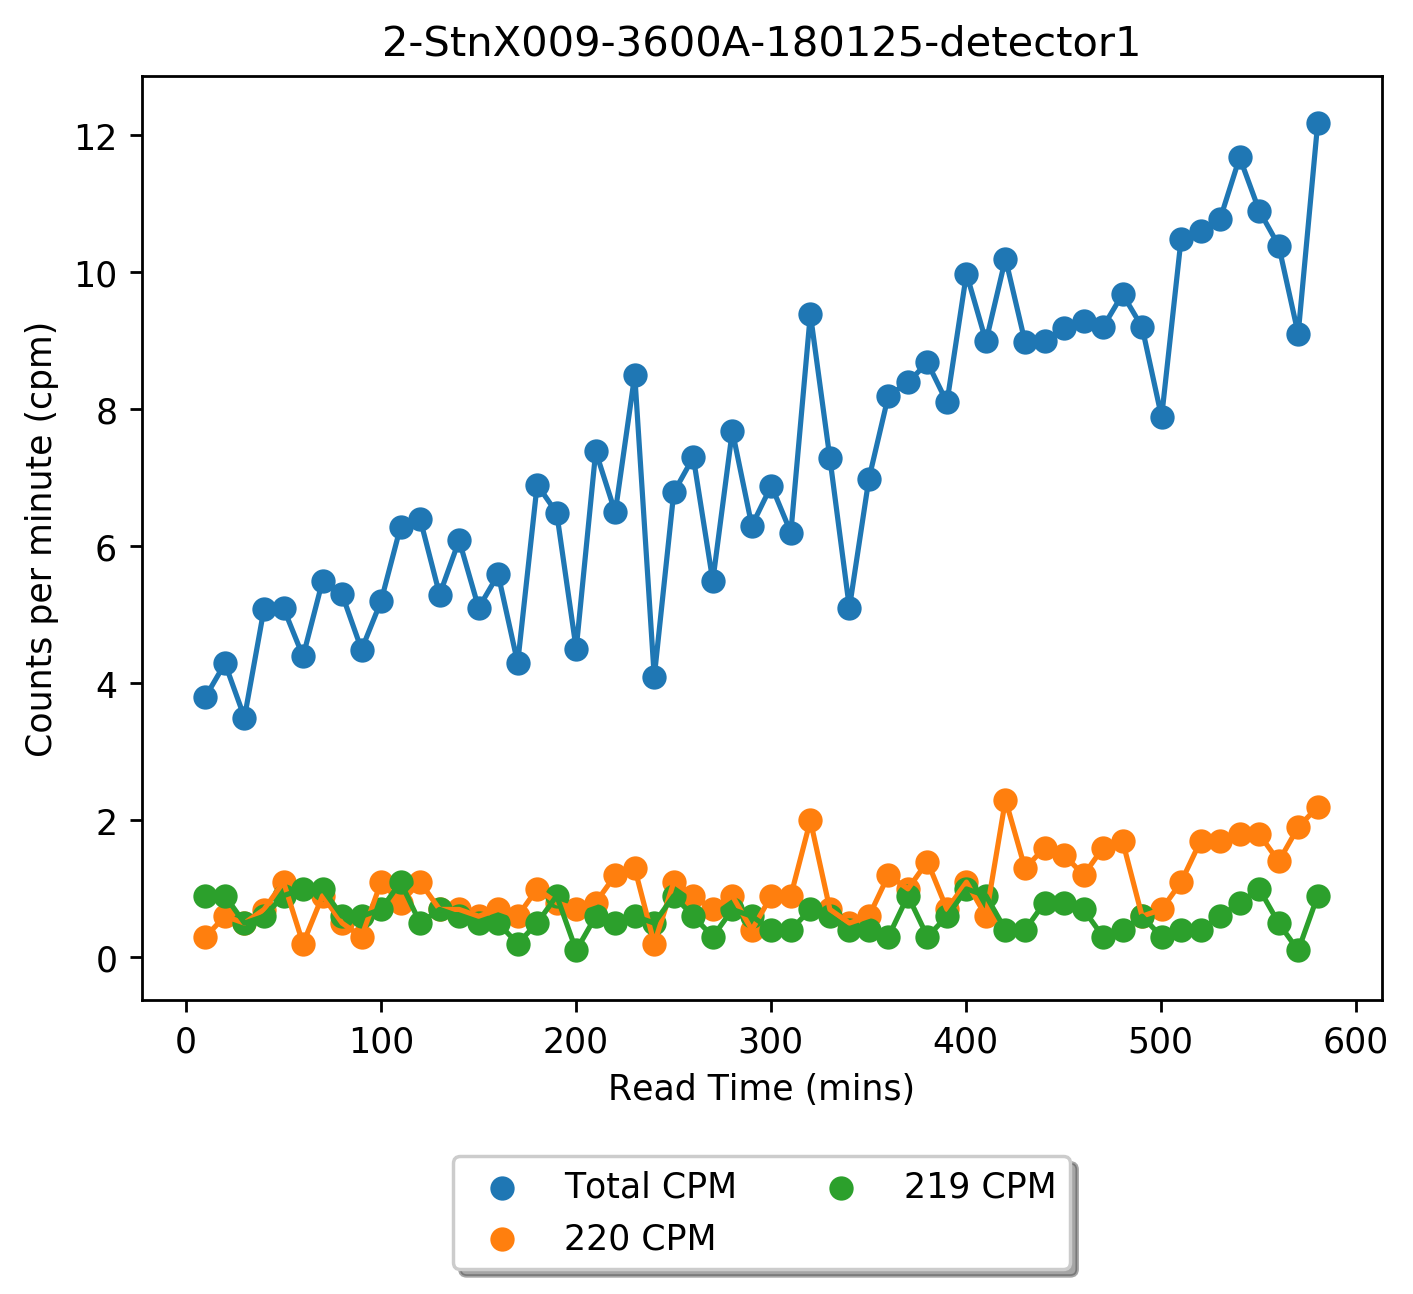 2-StnX009-3600A-180125-detector1
12
10
8
6
4
2
0
Counts per minute (cpm)
0 100 200 300 400 500 600
Read Time (mins)
Total CPM 219 CPM
220 CPM